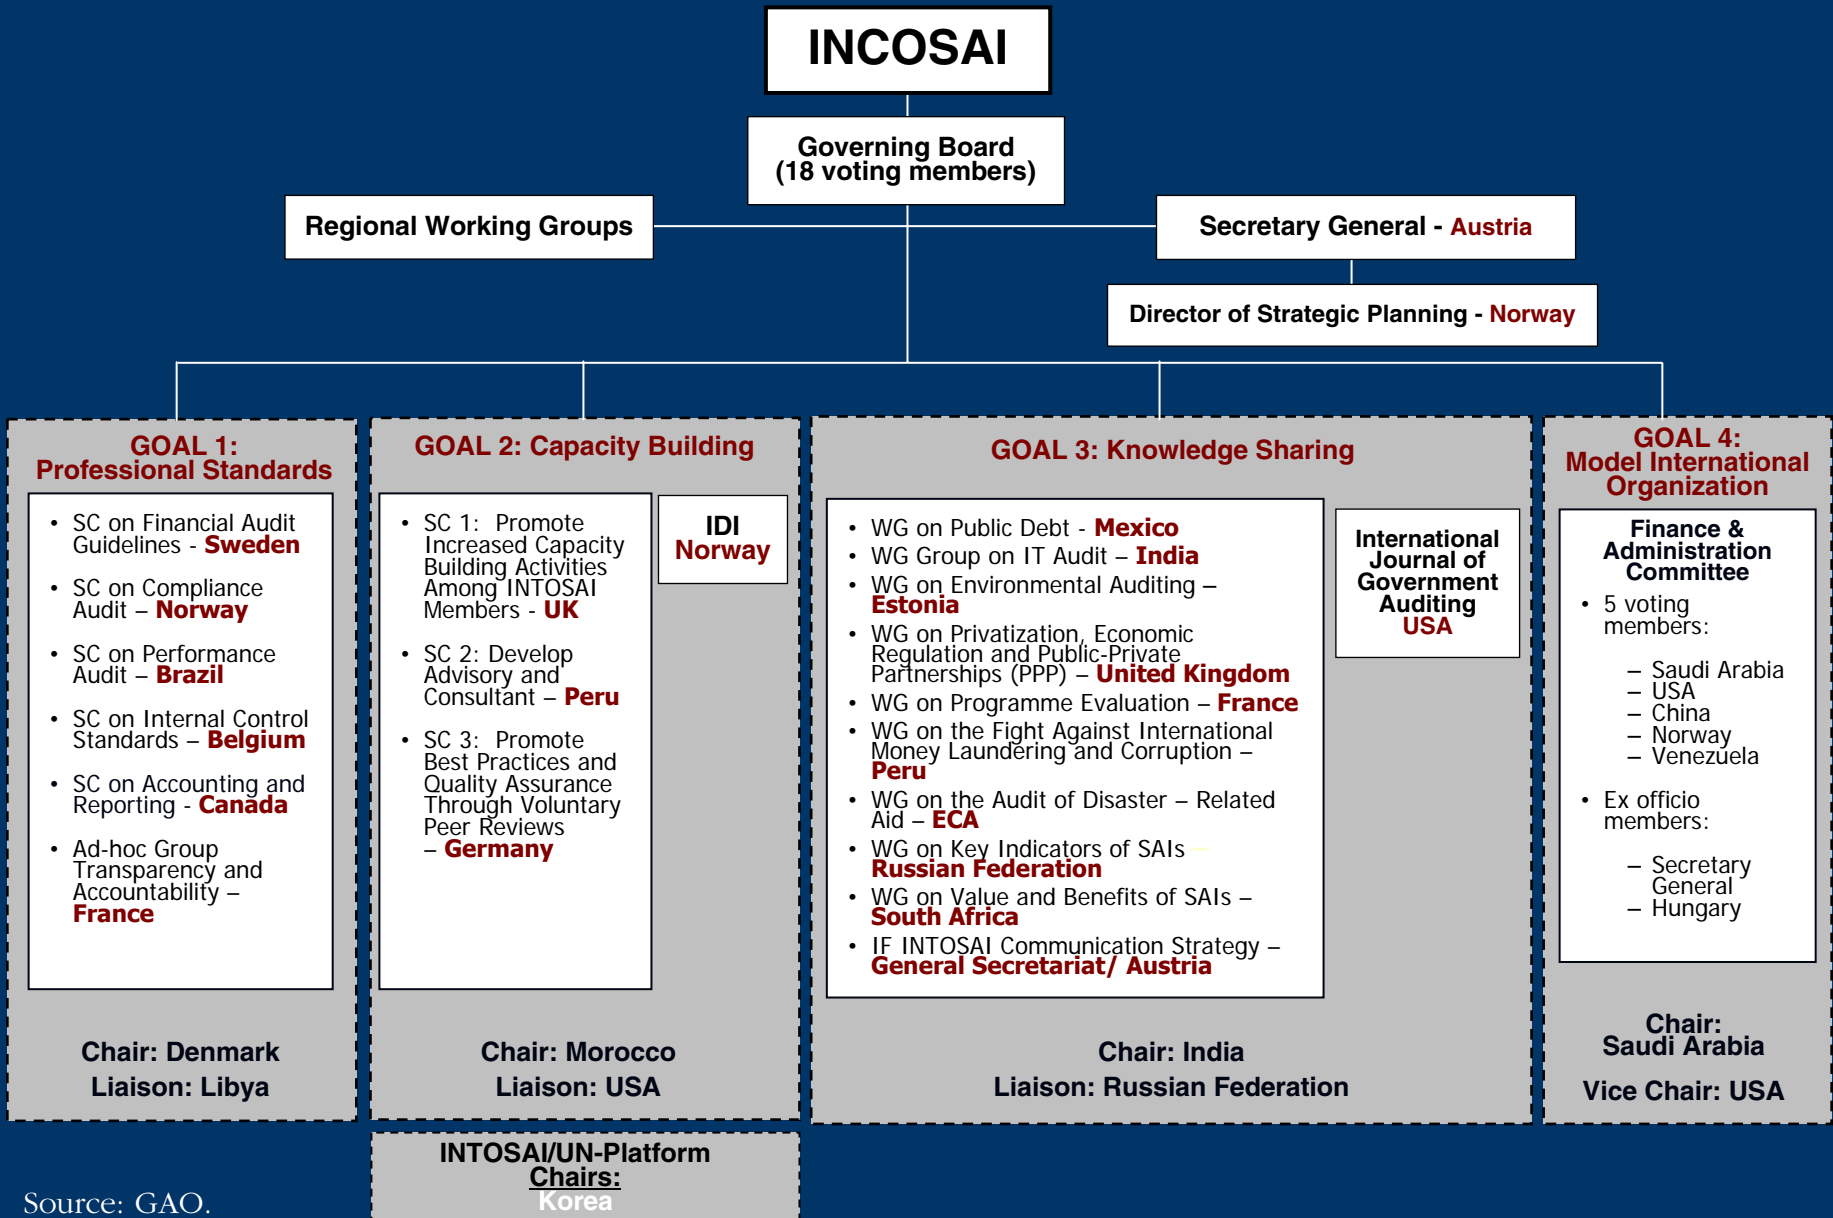 INCOSAI
Governing Board
(18 voting members)
Regional Working Groups
Secretary General - Austria
Director of Strategic Planning - Norway
GOAL 1:
Professional Standards
• SC on Financial Audit
Guidelines - Sweden
• SC on Compliance
Audit – Norway
• SC on Performance
Audit – Brazil
• SC on Internal Control
Standards – Belgium
• SC on Accounting and
Reporting - Canada
• Ad-hoc Group
Transparency and
Accountability –
France
Chair: Denmark
Liaison: Libya
GOAL 2: Capacity Building
• SC 1: Promote
Increased Capacity
Building Activities
Among INTOSAI
Members - UK
• SC 2: Develop
Advisory and
Consultant – Peru
• SC 3: Promote
Best Practices and
Quality Assurance
Through Voluntary
Peer Reviews
– Germany
IDI
Norway
Chair: Morocco
Liaison: USA
GOAL 3: Knowledge Sharing
• WG on Public Debt - Mexico
• WG Group on IT Audit – India
• WG on Environmental Auditing –
Estonia
• WG on Privatization, Economic
Regulation and Public-Private
Partnerships (PPP) – United Kingdom
• WG on Programme Evaluation – France
• WG on the Fight Against International
Money Laundering and Corruption –
Peru
• WG on the Audit of Disaster – Related
Aid – ECA
• WG on Key Indicators of SAIs –
Russian Federation
• WG on Value and Benefits of SAIs –
South Africa
• IF INTOSAI Communication Strategy –
General Secretariat/ Austria
International
Journal of
Government
Auditing
USA
Chair: India
Liaison: Russian Federation
GOAL 4:
Model International
Organization
Finance &
Administration
Committee
• 5 voting
members:
– Saudi Arabia
– USA
– China
– Norway
– Venezuela
• Ex officio
members:
– Secretary
General
– Hungary
Chair:
Saudi Arabia
Vice Chair: USA
INTOSAI/UN-Platform
Chairs:
Korea
Source: GAO.